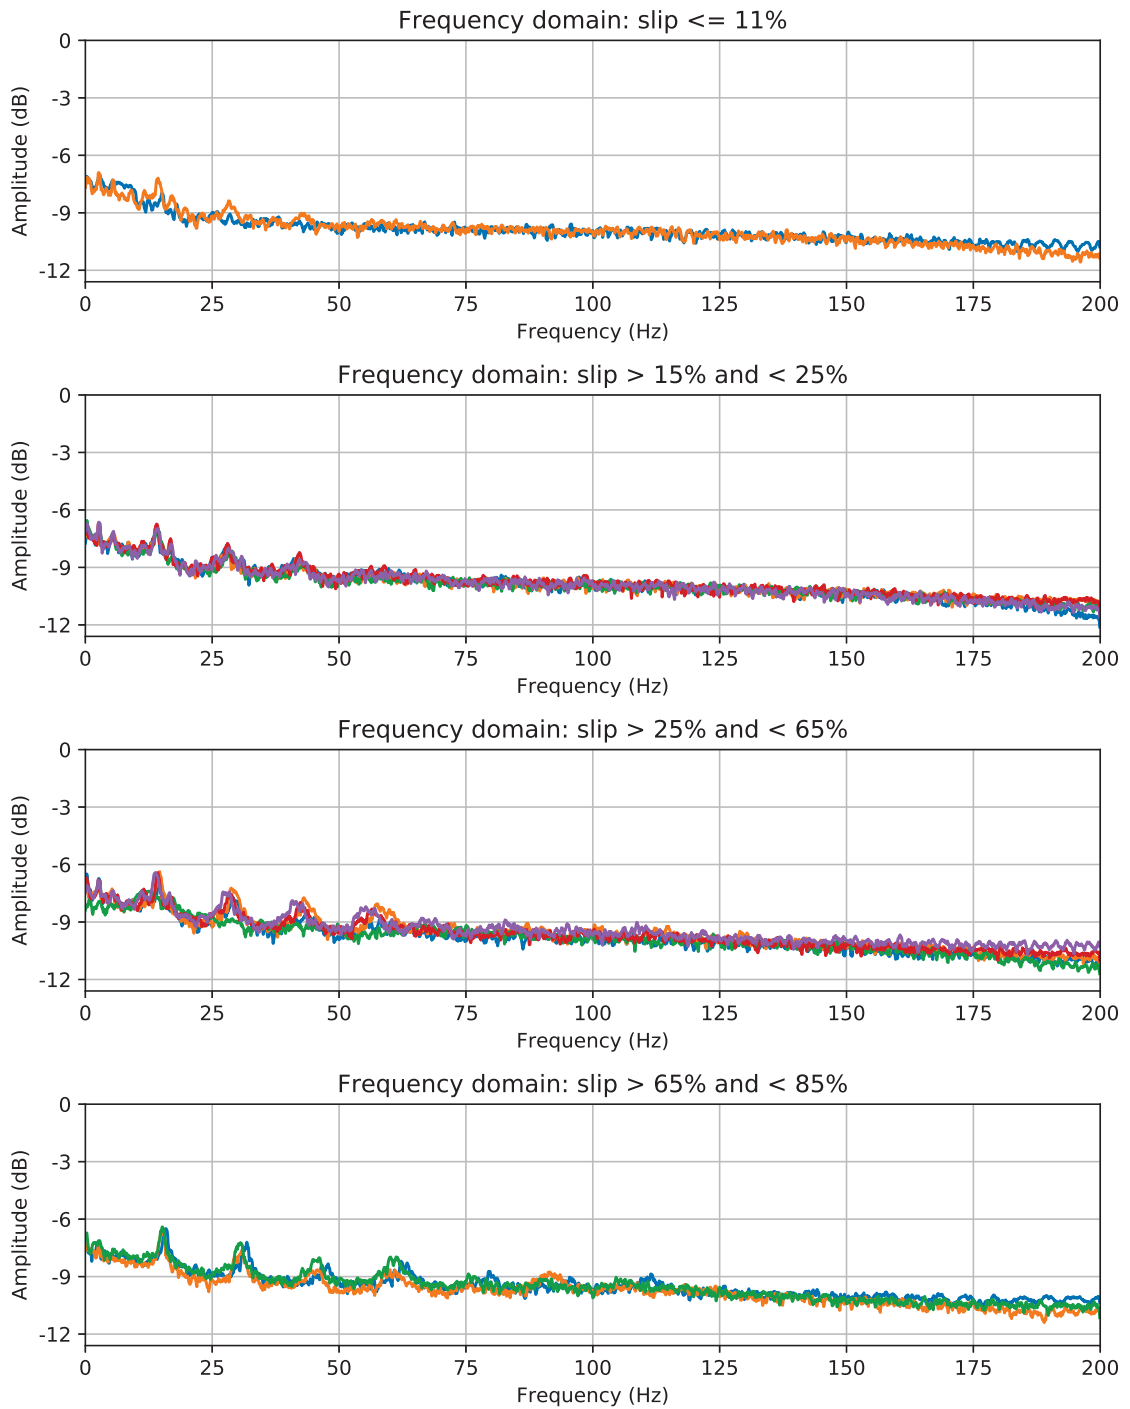 Frequency domain: slip <= 11%
0
-3
-6
-9
-12
Amplitude (dB)
0 25 50 75 100 125 150 175 200
Frequency (Hz)
Frequency domain: slip > 15% and < 25%
0
-3
-6
-9
-12
Amplitude (dB)
0 25 50 75 100 125 150 175 200
Frequency (Hz)
Frequency domain: slip > 25% and < 65%
0
-3
-6
-9
-12
Amplitude (dB)
0 25 50 75 100 125 150 175 200
Frequency (Hz)
Frequency domain: slip > 65% and < 85%
0
-3
-6
-9
-12
Amplitude (dB)
0 25 50 75 100 125 150 175 200
Frequency (Hz)